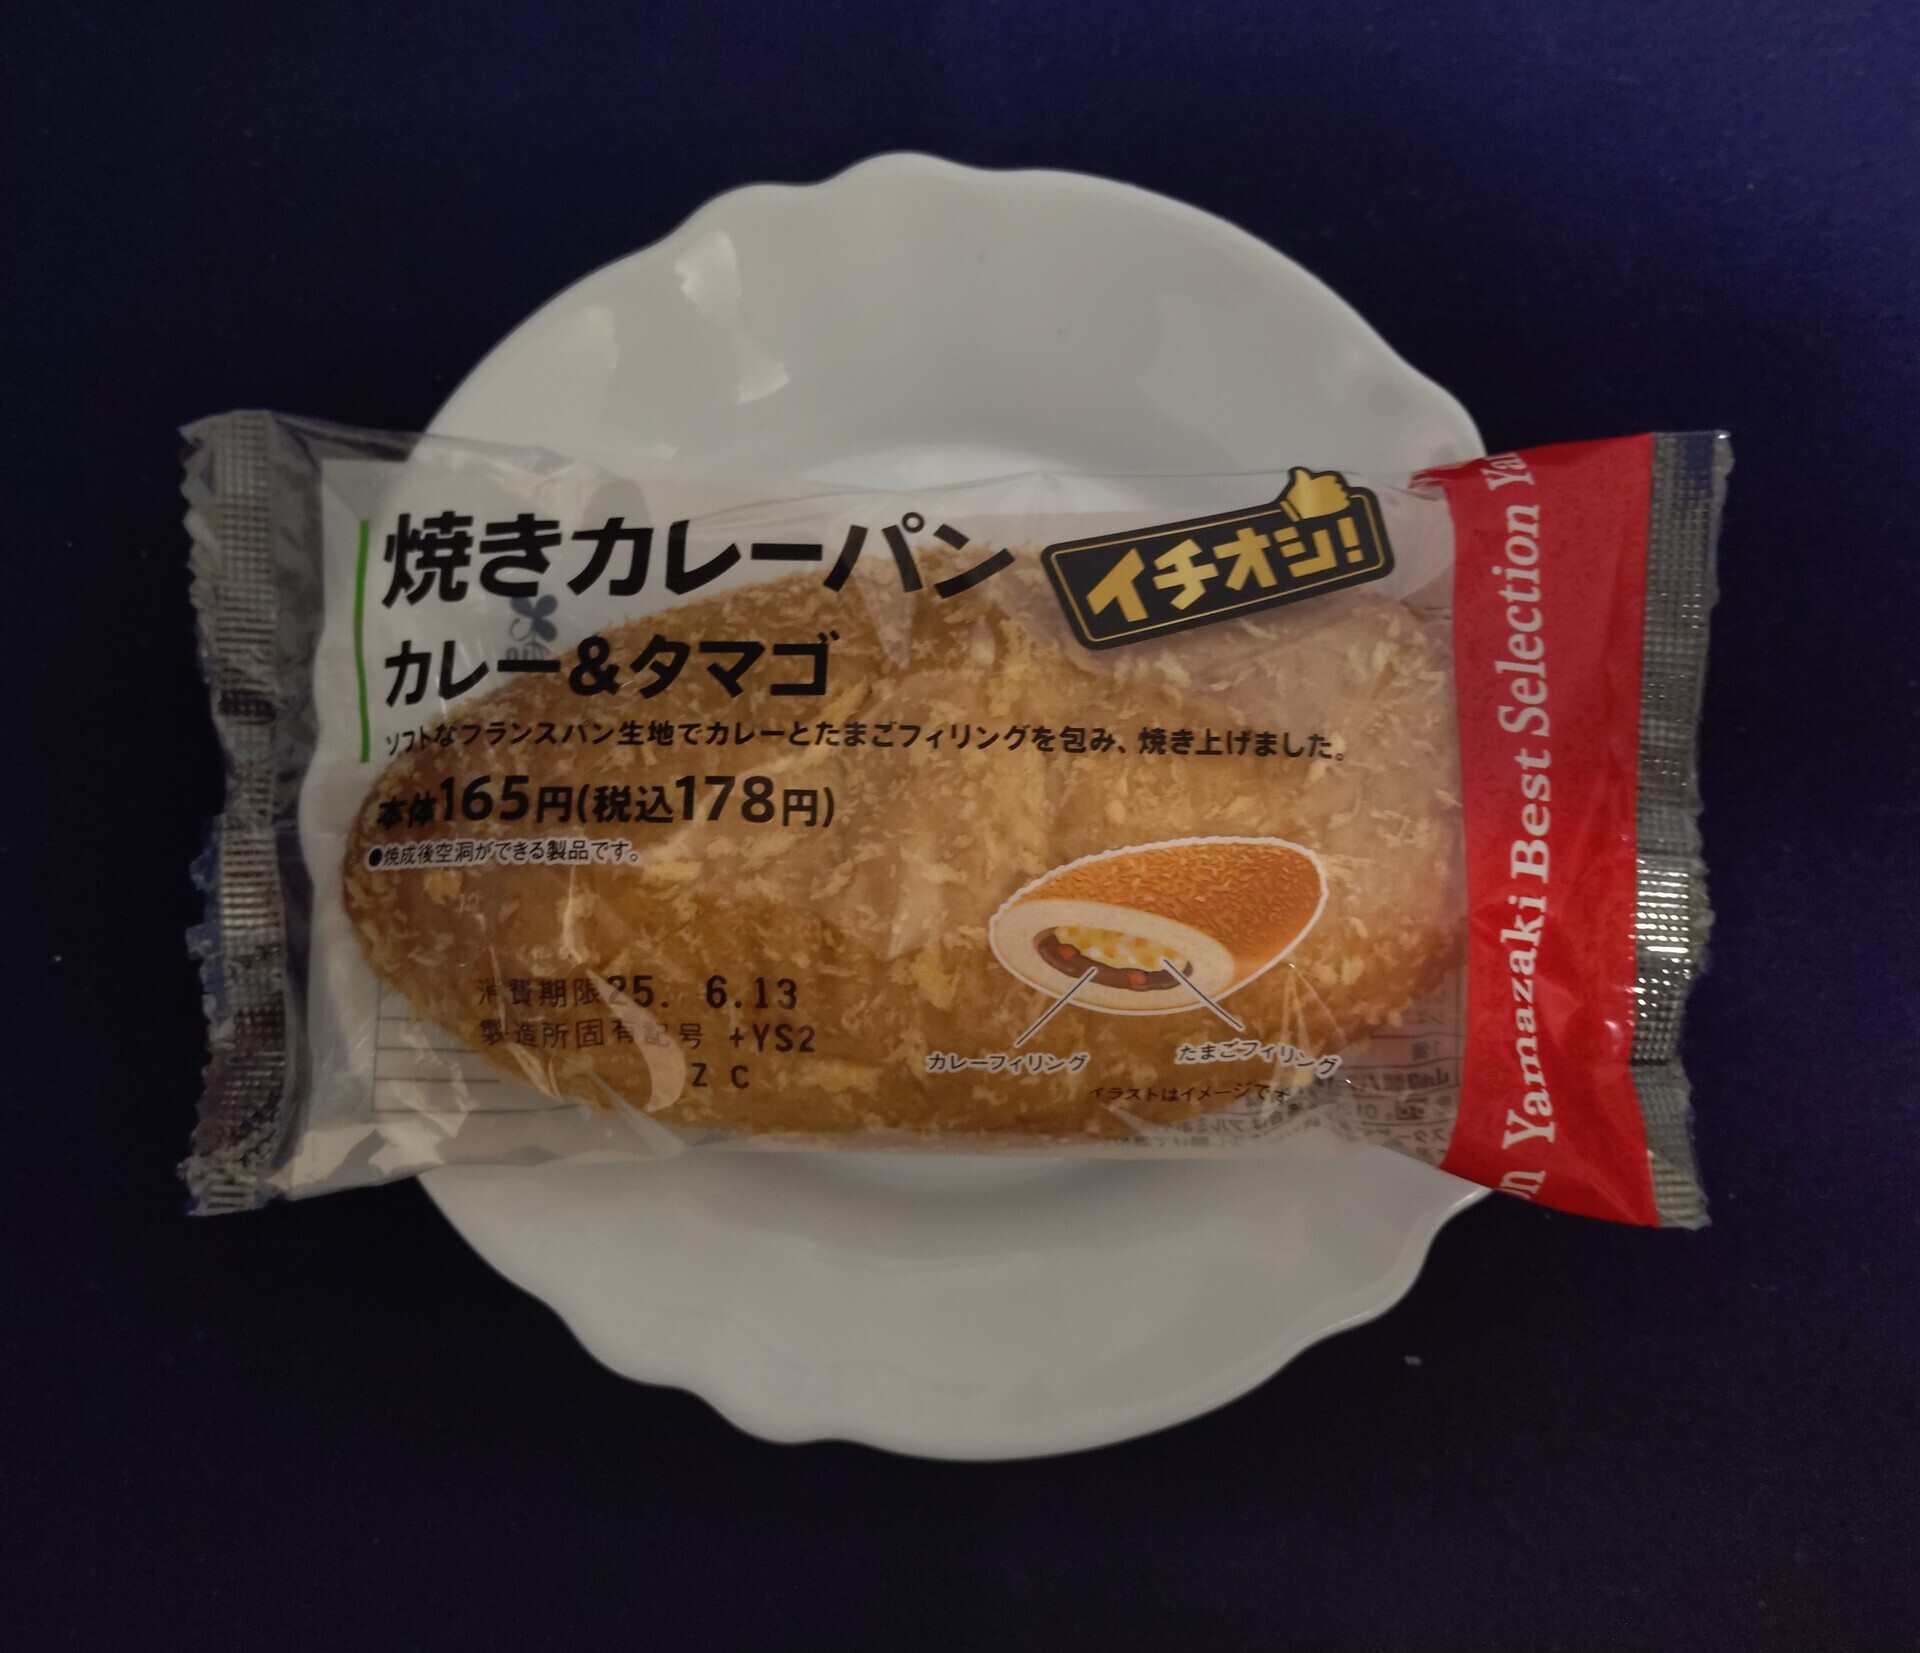 焼きカレーパン
イチオシ!
カレー&タマゴ
ソフトなフランスパン生地でカレーとたまごフィリングを包み、焼き上げました。
本体165円(税込178円)
●焼成後空洞ができる製品です。
消費期限25. 6.13
製造所固有記号 +YS2
Z C
カレーフィリング
たまごフィリング
イラストはイメージです
Yamazaki Best Selection